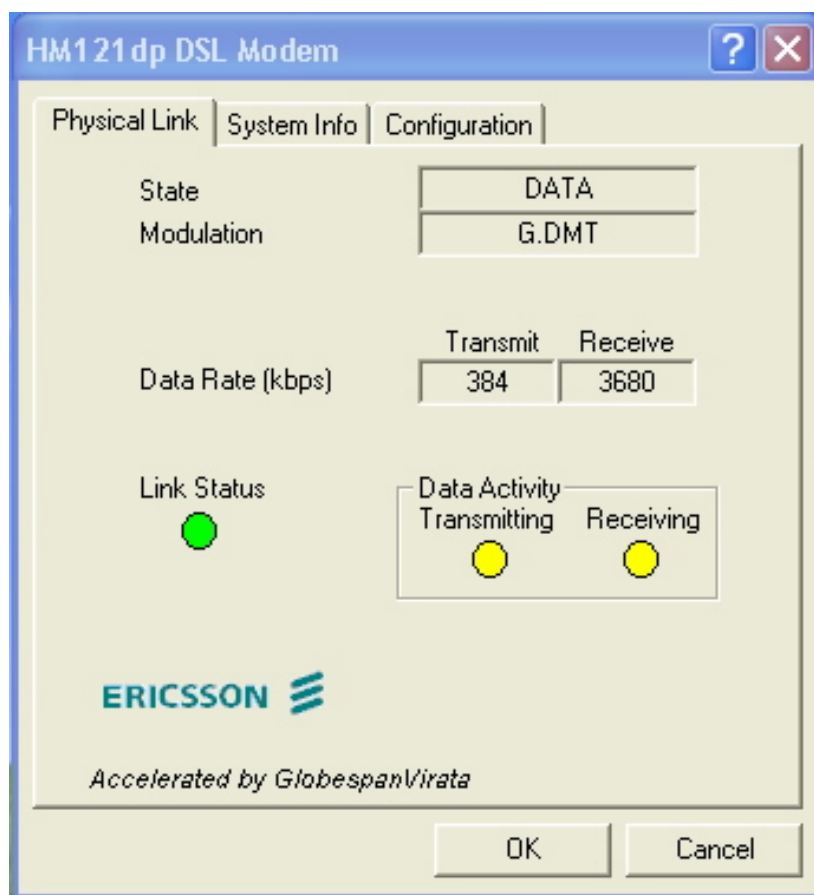 HM121dp DSL Modem
Physical Link System Info Configuration
State DATA
Modulation G.DMT
Transmit Receive
Data Rate (kbps) 384 3680
Link Status
Data Activity
Transmitting Receiving
ERICSSON
Accelerated by GlobespanVirata
OK Cancel